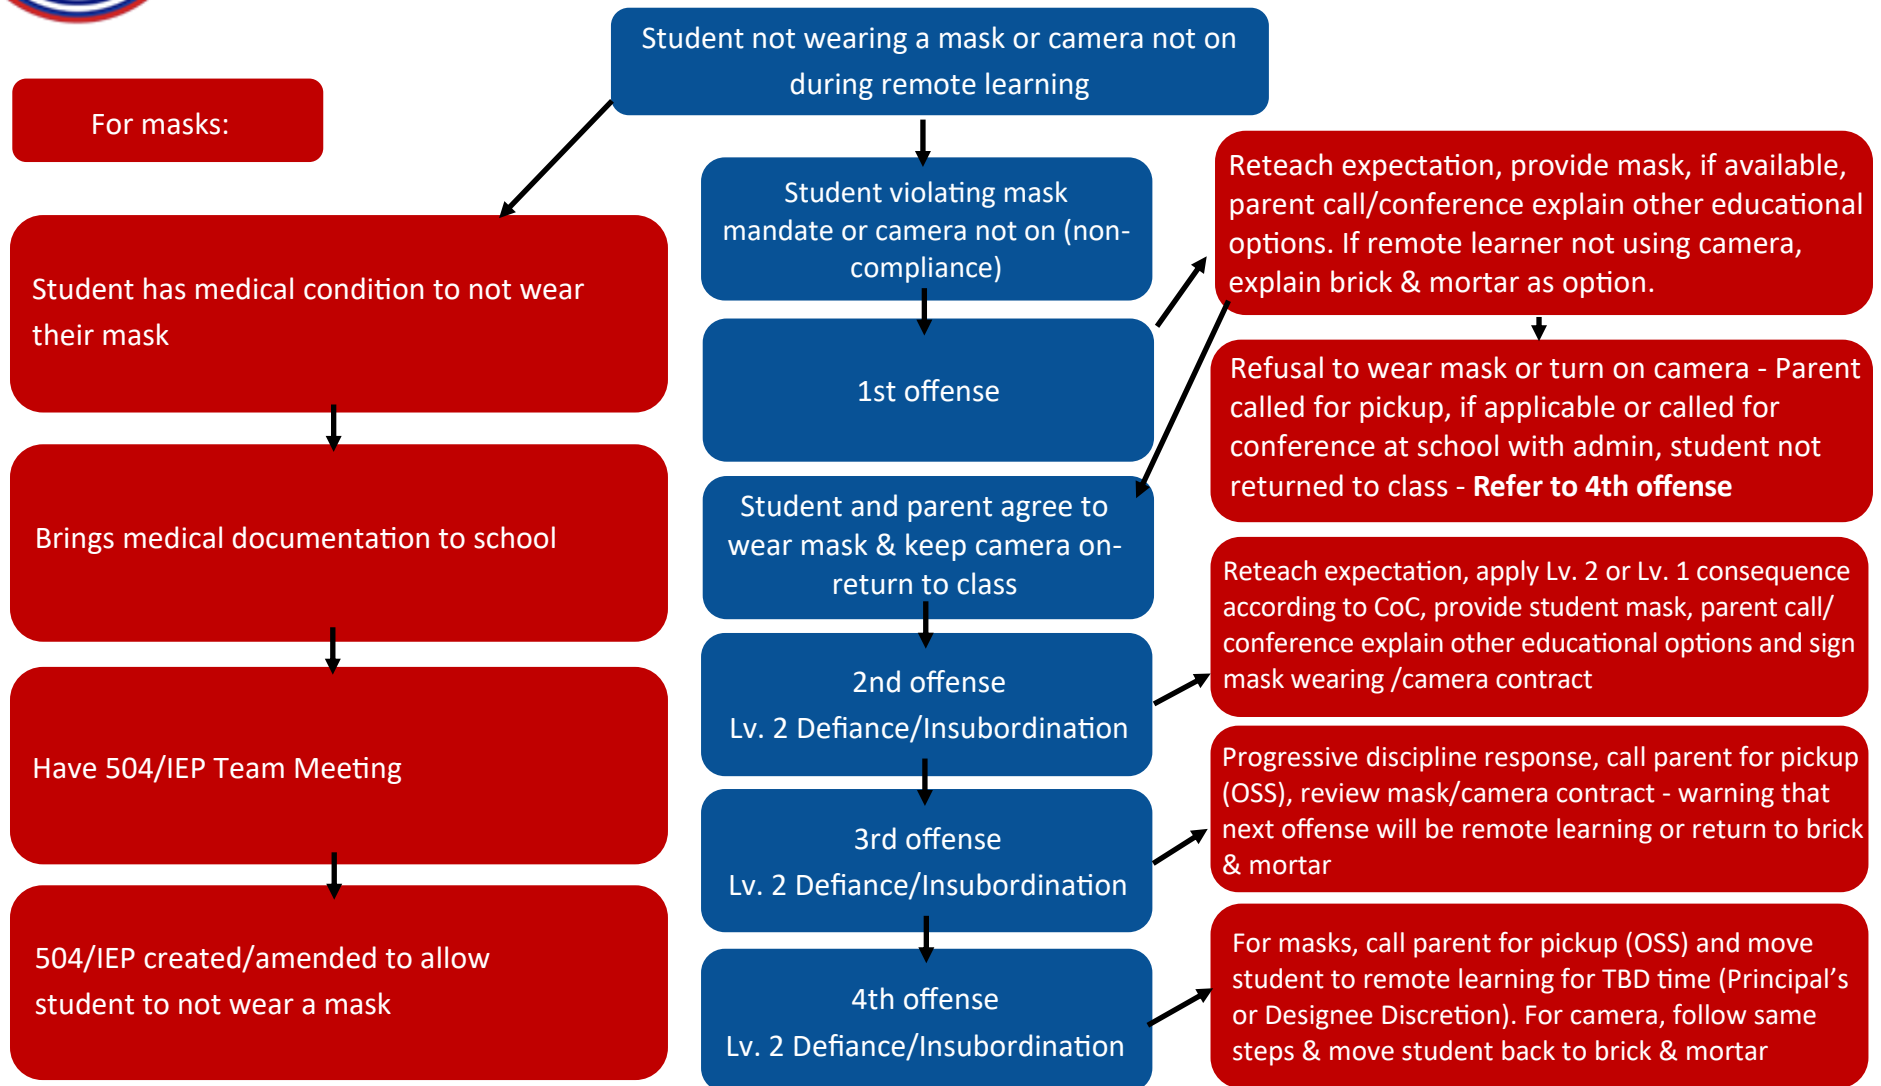 Student not wearing a mask or camera not on
during remote learning
For masks:
Student has medical condition to not wear
their mask
Brings medical documentation to school
Have 504/IEP Team Meeting
504/IEP created/amended to allow
student to not wear a mask
Student violating mask
mandate or camera not on (non-
compliance)
1st offense
Student and parent agree to
wear mask & keep camera on-
return to class
2nd offense
Lv. 2 Defiance/Insubordination
3rd offense
Lv. 2 Defiance/Insubordination
4th offense
Lv. 2 Defiance/Insubordination
Reteach expectation, provide mask, if available,
parent call/conference explain other educational
options. If remote learner not using camera,
explain brick & mortar as option.
Refusal to wear mask or turn on camera - Parent
called for pickup, if applicable or called for
conference at school with admin, student not
returned to class - Refer to 4th offense
Reteach expectation, apply Lv. 2 or Lv. 1 consequence
according to CoC, provide student mask, parent call/
conference explain other educational options and sign
mask wearing /camera contract
Progressive discipline response, call parent for pickup
(OSS), review mask/camera contract - warning that
next offense will be remote learning or return to brick
& mortar
For masks, call parent for pickup (OSS) and move
student to remote learning for TBD time (Principal’s
or Designee Discretion). For camera, follow same
steps & move student back to brick & mortar